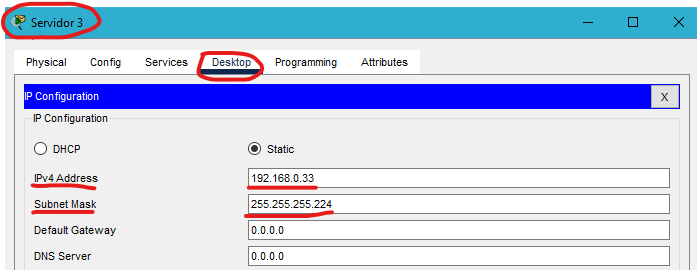 Servidor 3
Physical Config Services Desktop Programming Attributes
IP Configuration X
IP Configuration
DHCP Static
IPv4 Address 192.168.0.33
Subnet Mask 255.255.255.224
Default Gateway 0.0.0.0
DNS Server 0.0.0.0